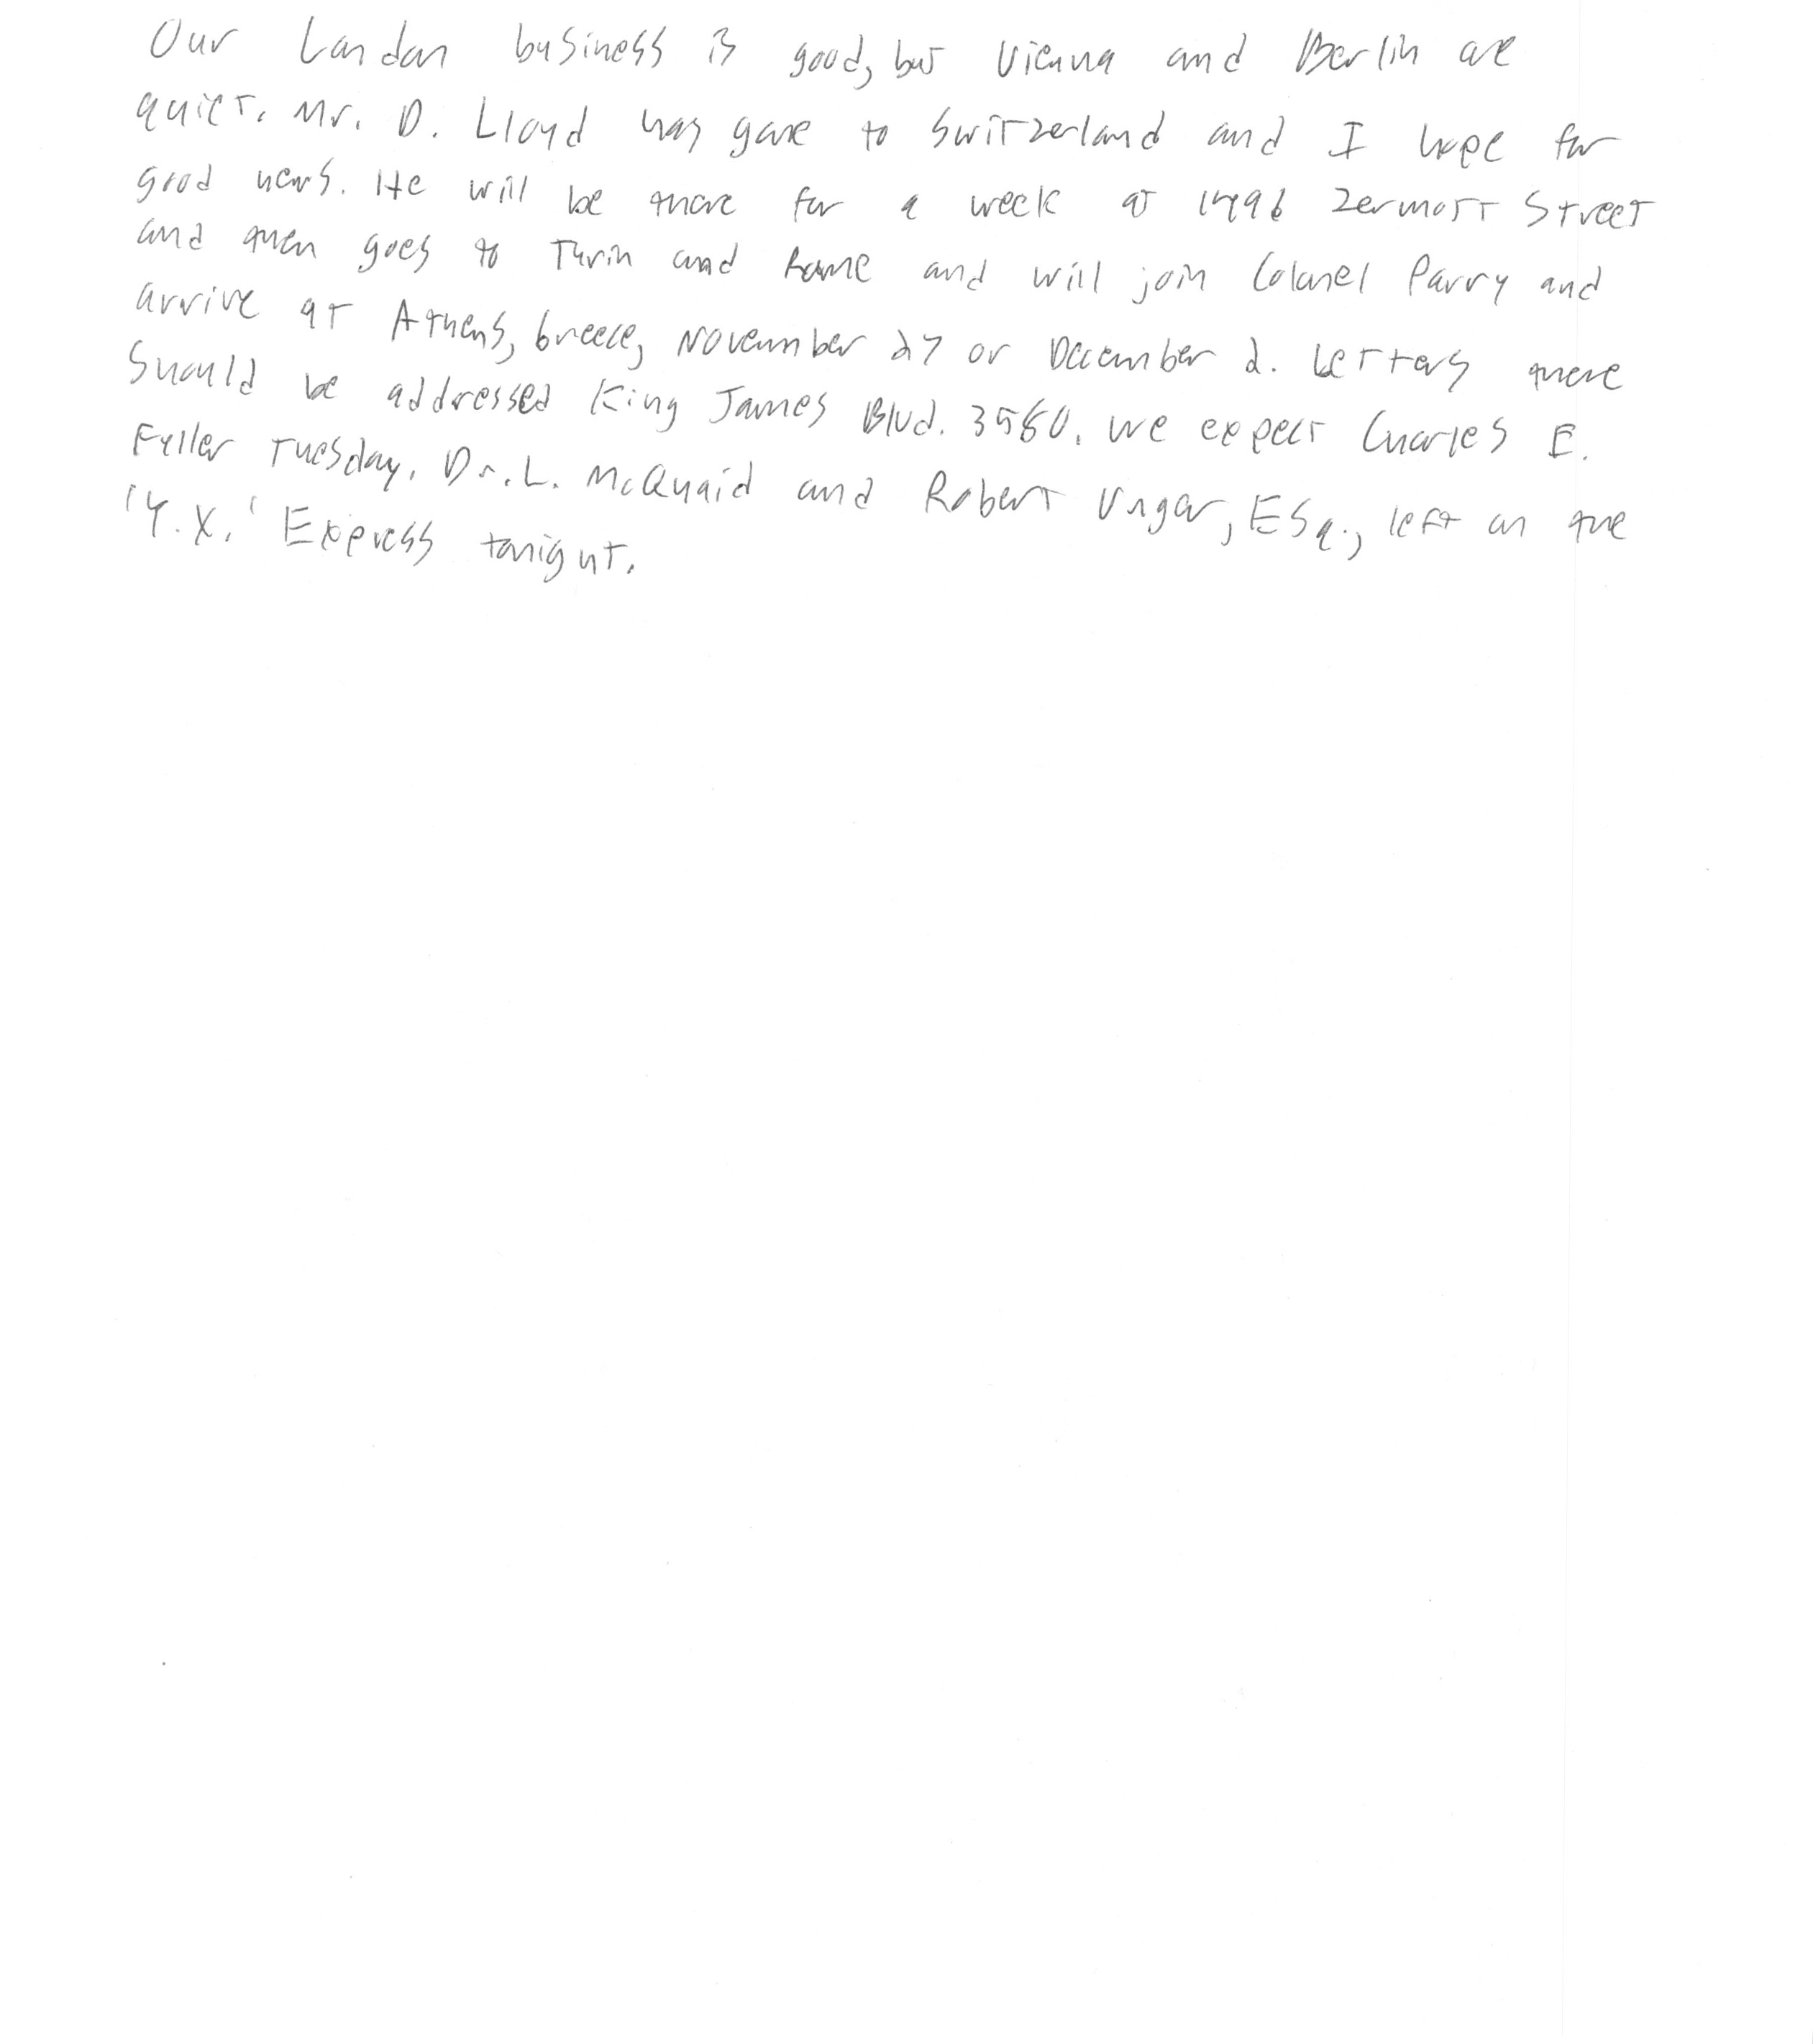 Our London business is good, but Vienna and Berlin are
quiet. Mr. D. Lloyd has gone to Switzerland and I hope for
good news. He will be there for a week at 1496 Zermott Street
and then goes to Turin and Rome and will join Colonel Parry and
arrive at Athens, Greece, November 27 or December 2. Letters there
should be addressed King James Blvd. 3580. We expect Charles E.
Fuller Tuesday. Dr. L. McQuaid and Robert Ungar, Esq., left on the
'Y.X.' Express tonight.